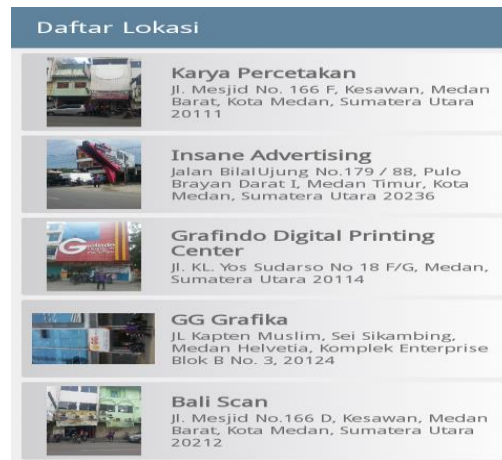 Daftar Lokasi
Karya Percetakan
Jl. Mesjid No. 166 F, Kesawan, Medan
Barat, Kota Medan, Sumatera Utara
20111
Insane Advertising
Jalan BilalUjung No.179 / 88, Pulo
Brayan Darat I, Medan Timur, Kota
Medan, Sumatera Utara 20236
Grafindo Digital Printing
Center
Jl. KL. Yos Sudarso No 18 F/G, Medan,
Sumatera Utara 20114
GG Grafika
JL Kapten Muslim, Sei Sikambing,
Medan Helvetia, Komplek Enterprise
Blok B No. 3, 20124
Bali Scan
Jl. Mesjid No.166 D, Kesawan, Medan
Barat, Kota Medan, Sumatera Utara
20212